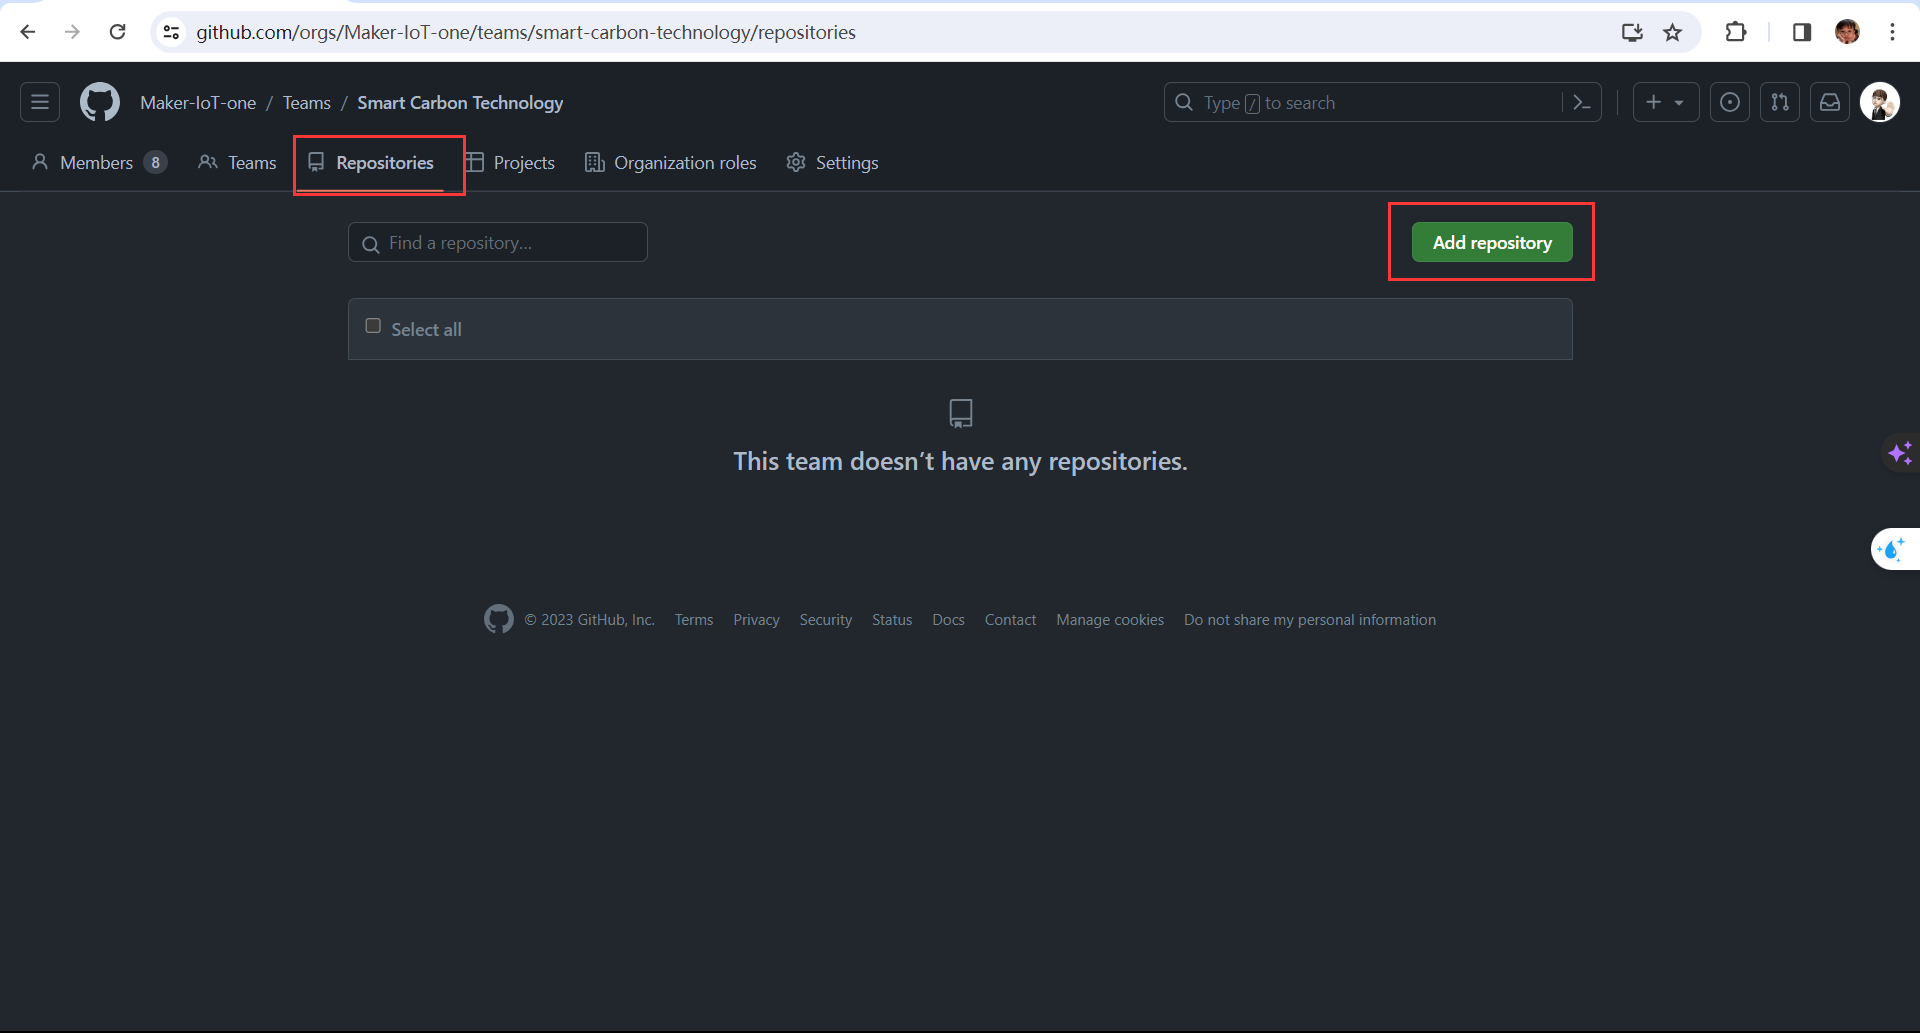 github.com/orgs/Maker-IoT-one/teams/smart-carbon-technology/repositories
Maker-IoT-one / Teams / Smart Carbon Technology
Type / to search
Members 8 Teams Repositories Projects Organization roles Settings
Find a repository...
Add repository
Select all
This team doesn’t have any repositories.
© 2023 GitHub, Inc. Terms Privacy Security Status Docs Contact Manage cookies Do not share my personal information